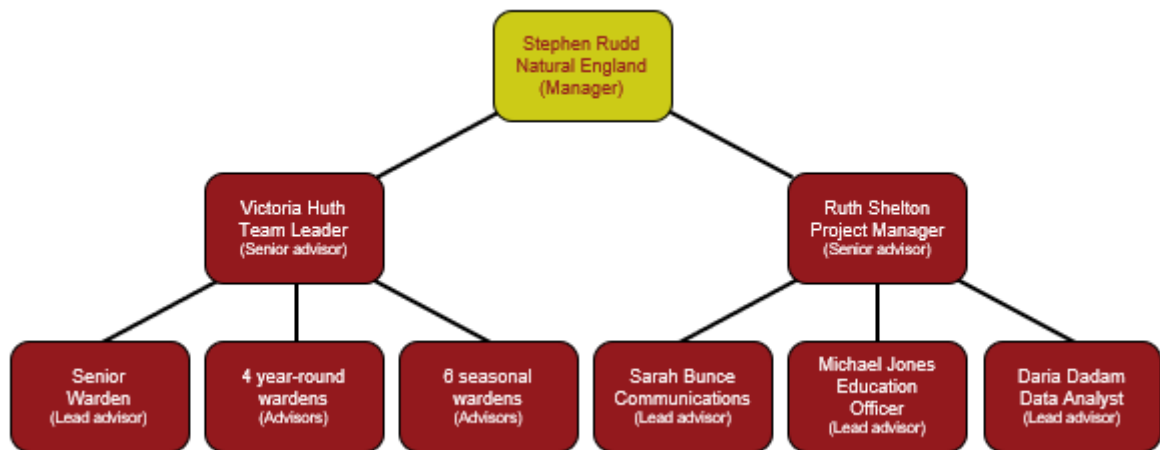 Stephen Rudd
Natural England
(Manager)
Victoria Huth
Team Leader
(Senior advisor)
Ruth Shelton
Project Manager
(Senior advisor)
Senior
Warden
(Lead advisor)
4 year-round
wardens
(Advisors)
6 seasonal
wardens
(Advisors)
Sarah Bunce
Communications
(Lead advisor)
Michael Jones
Education
Officer
(Lead advisor)
Daria Dadam
Data Analyst
(Lead advisor)